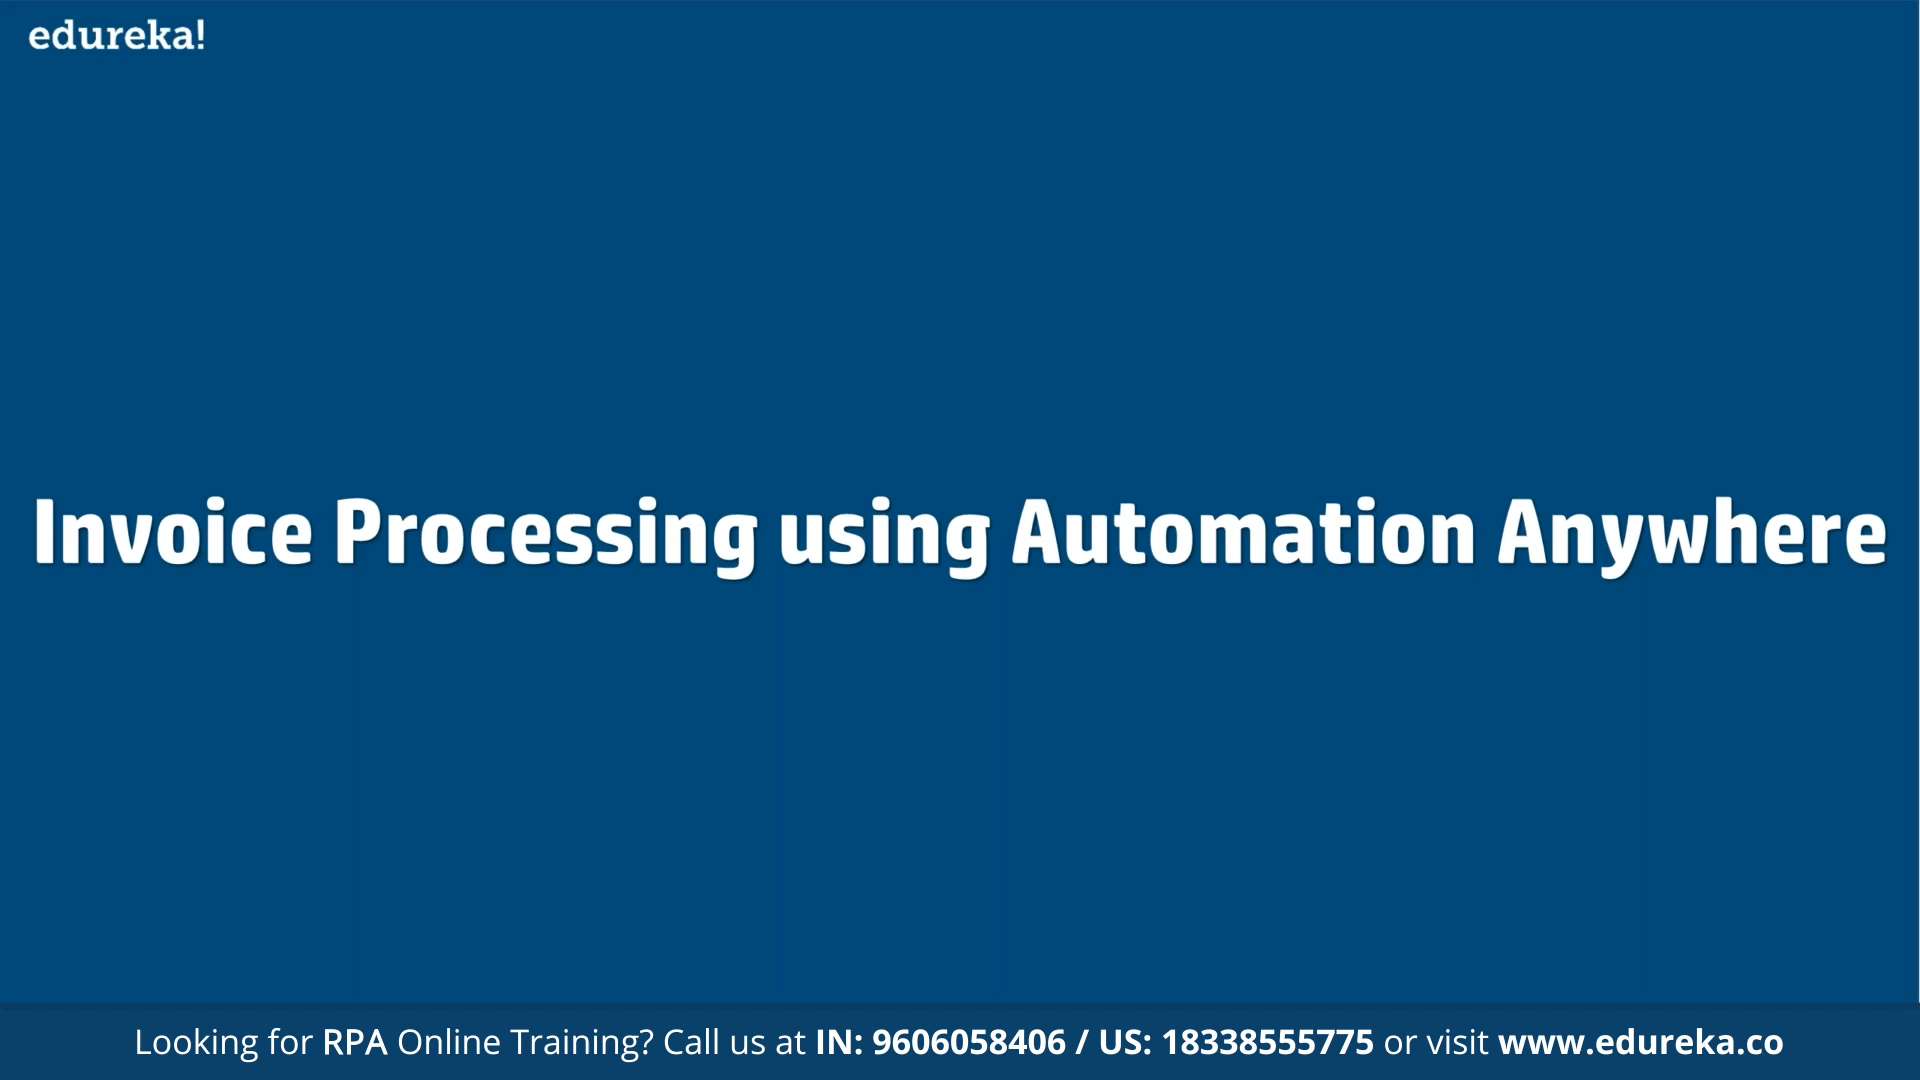 edureka!
Invoice Processing using Automation Anywhere
Looking for RPA Online Training? Call us at IN: 9606058406 / US: 18338555775 or visit www.edureka.co